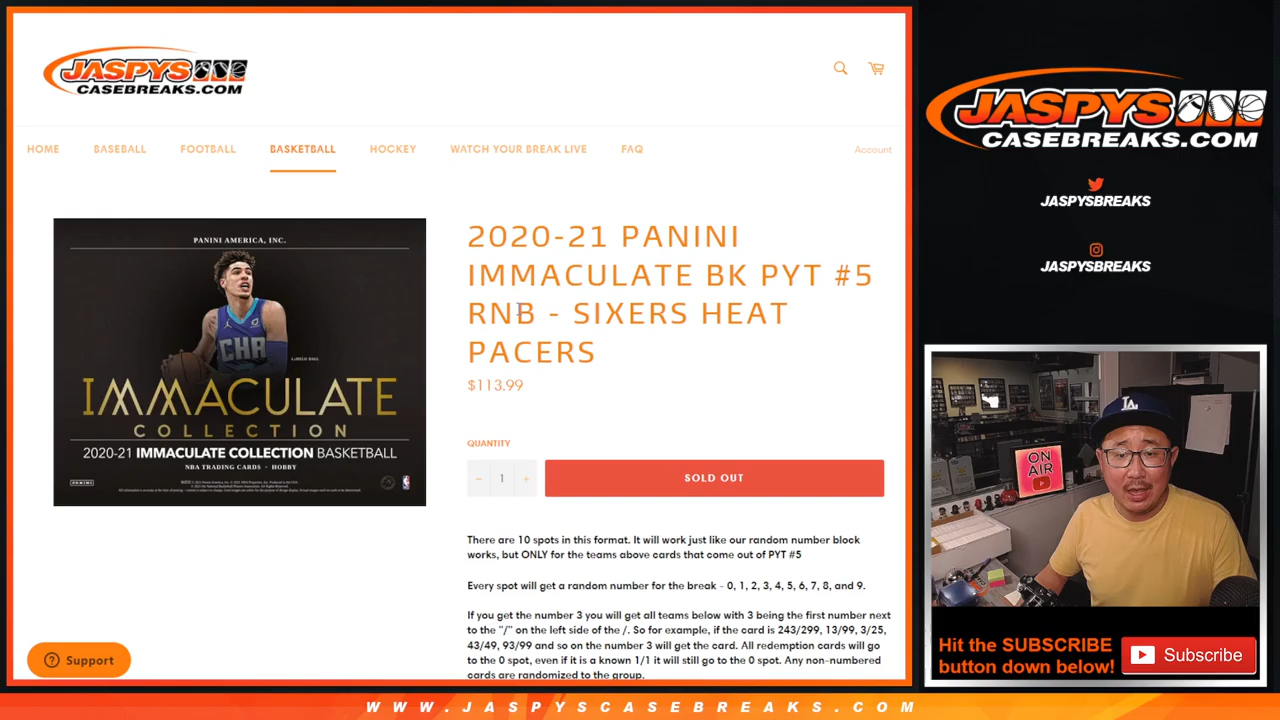 JASPYS
CASEBREAKS.COM
HOME BASEBALL FOOTBALL BASKETBALL HOCKEY WATCH YOUR BREAK LIVE FAQ Account
PANINI AMERICA, INC.
CHA
LAMELO BALL
IMMACULATE
COLLECTION
2020-21 IMMACULATE COLLECTION BASKETBALL
NBA TRADING CARDS • HOBBY
PANINI
2020-21 PANINI
IMMACULATE BK PYT #5
RNB - SIXERS HEAT
PACERS
$113.99
QUANTITY
− 1 +
SOLD OUT
There are 10 spots in this format. It will work just like our random number block
works, but ONLY for the teams above cards that come out of PYT #5
Every spot will get a random number for the break - 0, 1, 2, 3, 4, 5, 6, 7, 8, and 9.
If you get the number 3 you will get all teams below with 3 being the first number next
to the "/" on the left side of the /. So for example, if the card is 243/299, 13/99, 3/25,
43/49, 93/99 and so on the number 3 will get the card. All redemption cards will go
to the 0 spot, even if it is a known 1/1 it will still go to the 0 spot. Any non-numbered
cards are randomized to the group.
Support
JASPYS
CASEBREAKS.COM
JASPYSBREAKS
JASPYSBREAKS
LA
ON
AIR
Hit the SUBSCRIBE
button down below!
Subscribe
WWW.JASPYSCASEBREAKS.COM